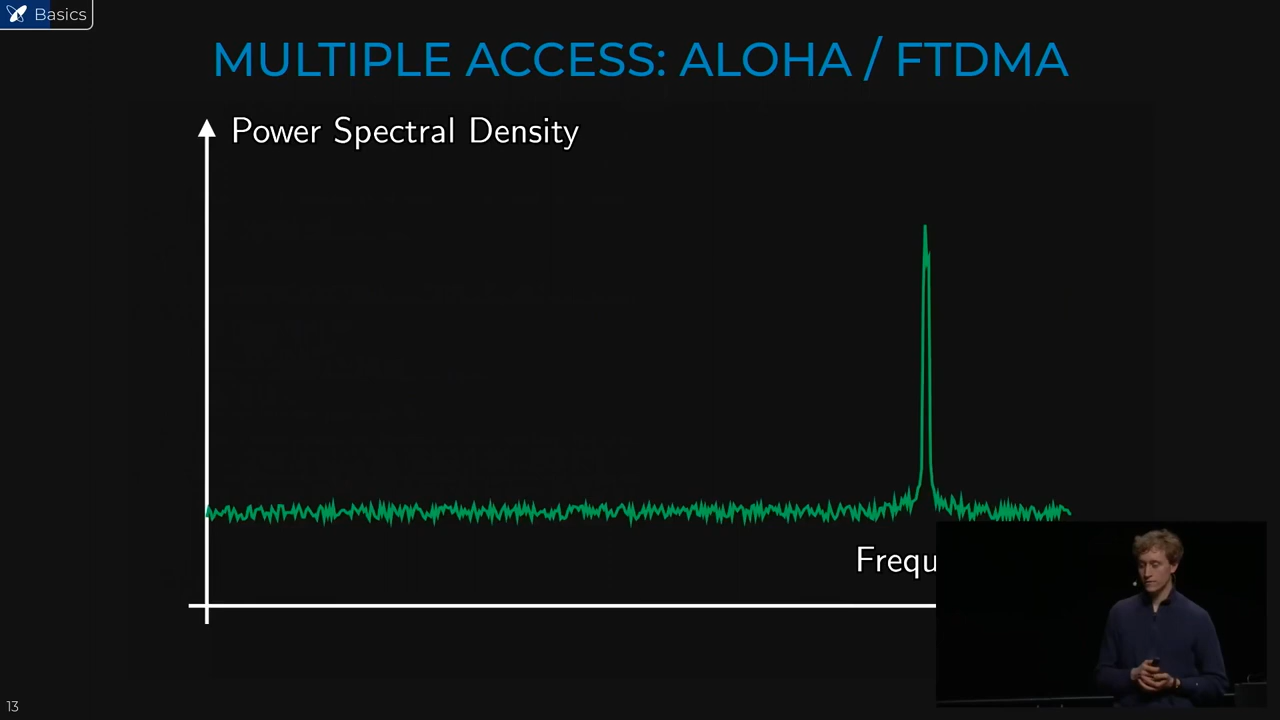 Basics
MULTIPLE ACCESS: ALOHA / FTDMA
Power Spectral Density
Frequ
13